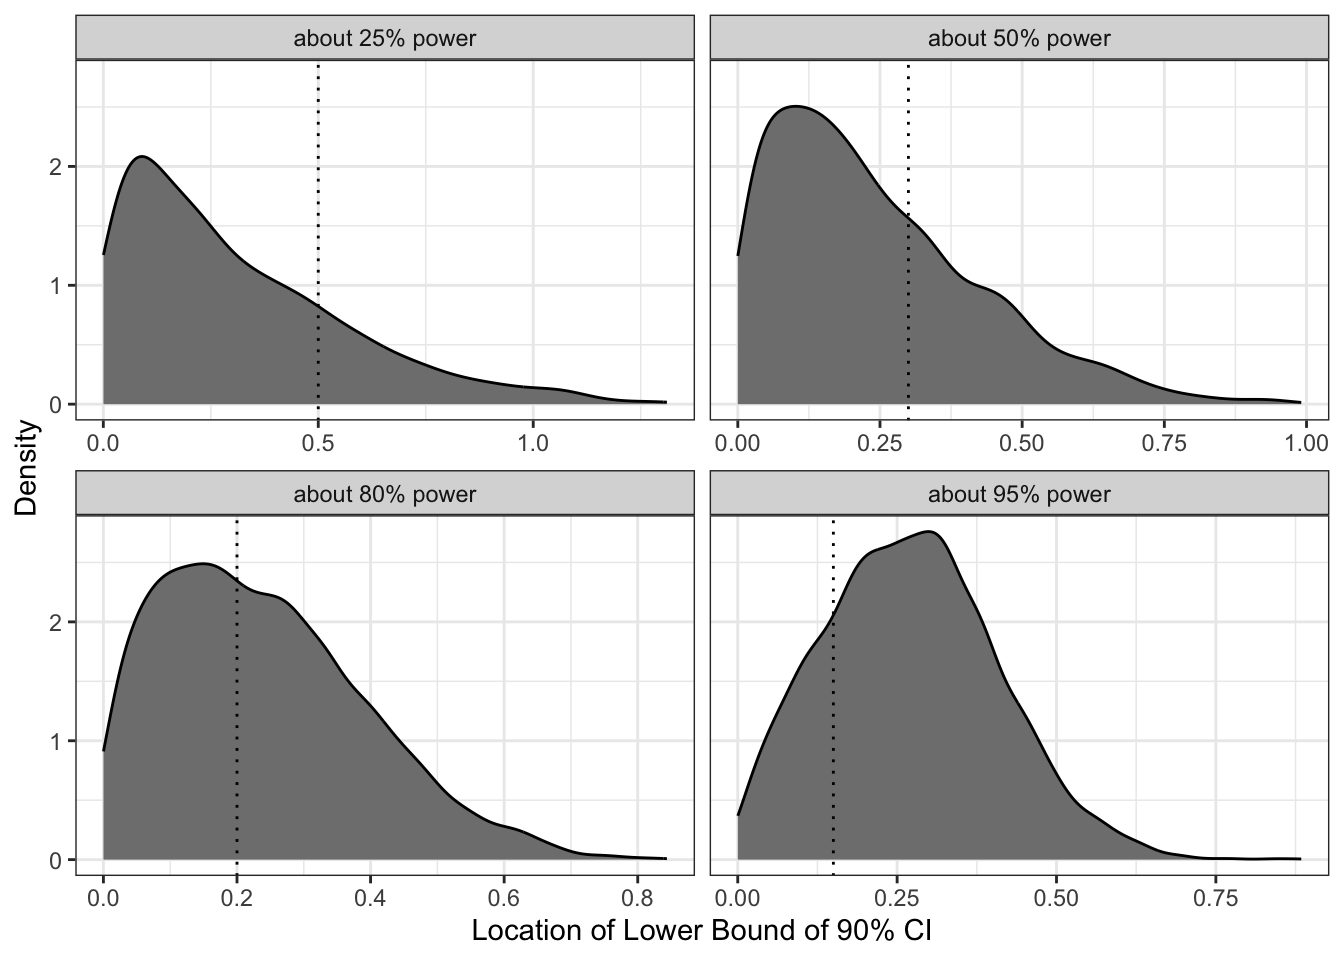 about 25% power
about 50% power
2
1
0
0.0 0.5 1.0
0.00 0.25 0.50 0.75 1.00
Density
about 80% power
about 95% power
2
1
0
0.0 0.2 0.4 0.6 0.8
0.00 0.25 0.50 0.75
Location of Lower Bound of 90% CI